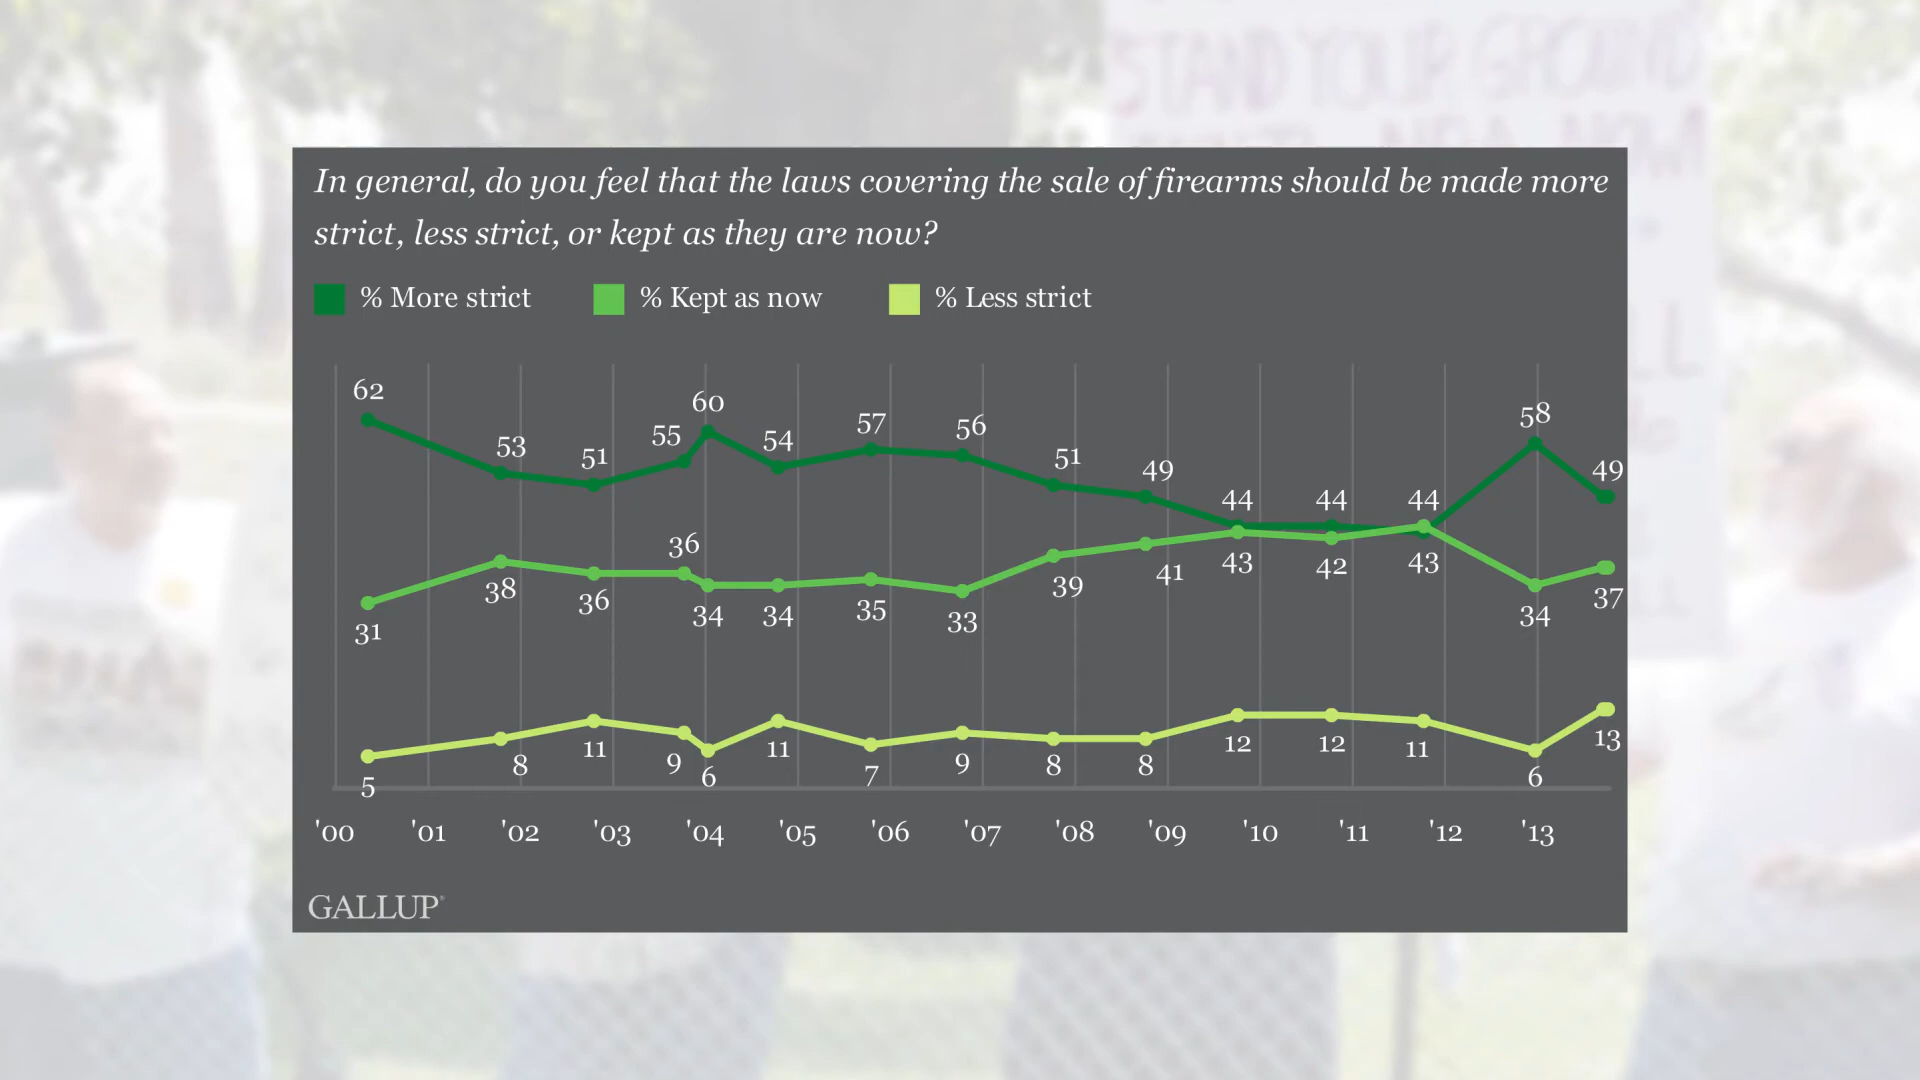 STAND YOUR GROUND
In general, do you feel that the laws covering the sale of firearms should be made more
strict, less strict, or kept as they are now?
% More strict % Kept as now % Less strict
62 53 51 55 60 54 57 56 51 49 44 44 44 58 49
31 38 36 36 34 34 35 33 39 41 43 42 43 34 37
5 8 11 9 6 11 7 9 8 8 12 12 11 6 13
'00 '01 '02 '03 '04 '05 '06 '07 '08 '09 '10 '11 '12 '13
GALLUP®